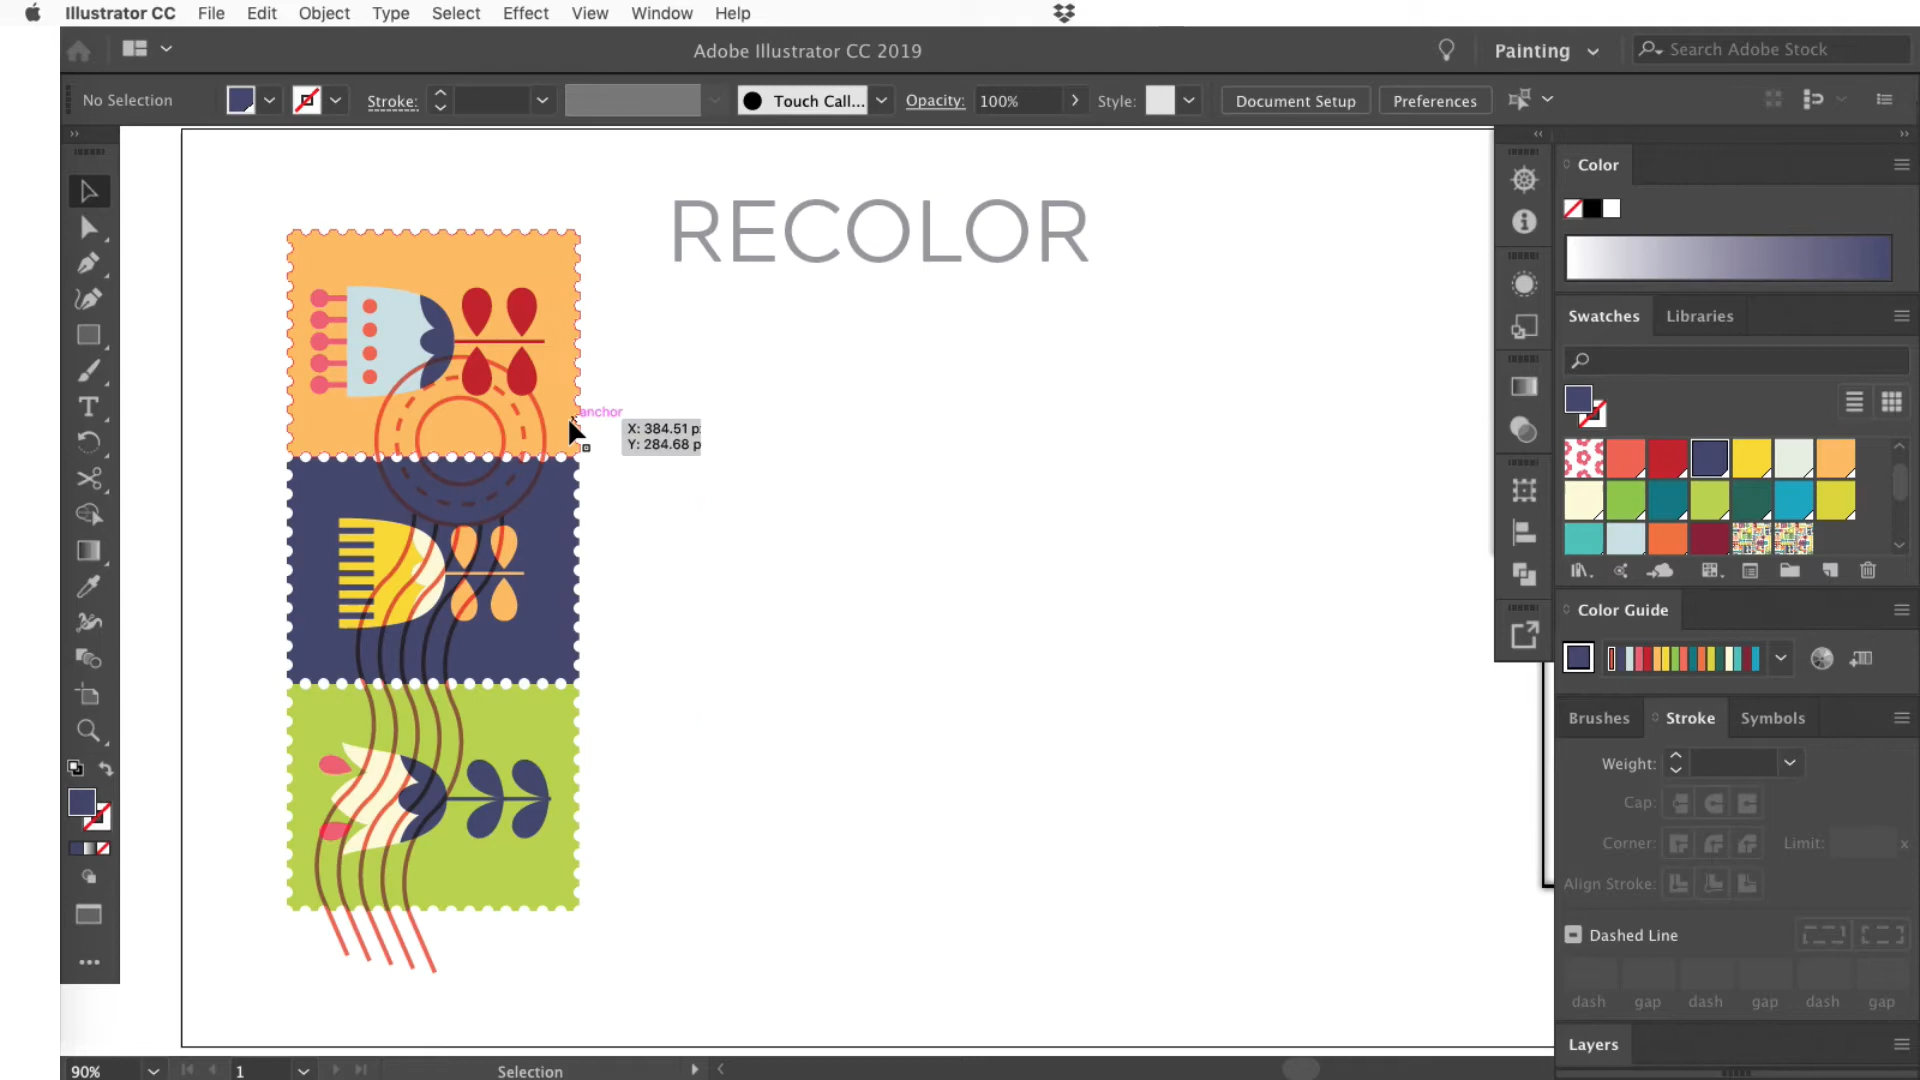 Illustrator CC File Edit Object Type Select Effect View Window Help
Adobe Illustrator CC 2019
Painting
Search Adobe Stock
No Selection
Stroke:
Touch Call...
Opacity: 100%
Style:
Document Setup
Preferences
Color
RECOLOR
Swatches Libraries
anchor
X: 384.51 p
Y: 284.68 p
Color Guide
Brushes Stroke Symbols
Weight:
Cap:
Corner: Limit: x
Align Stroke:
Dashed Line
dash gap dash gap dash gap
Layers
90% 1 Selection